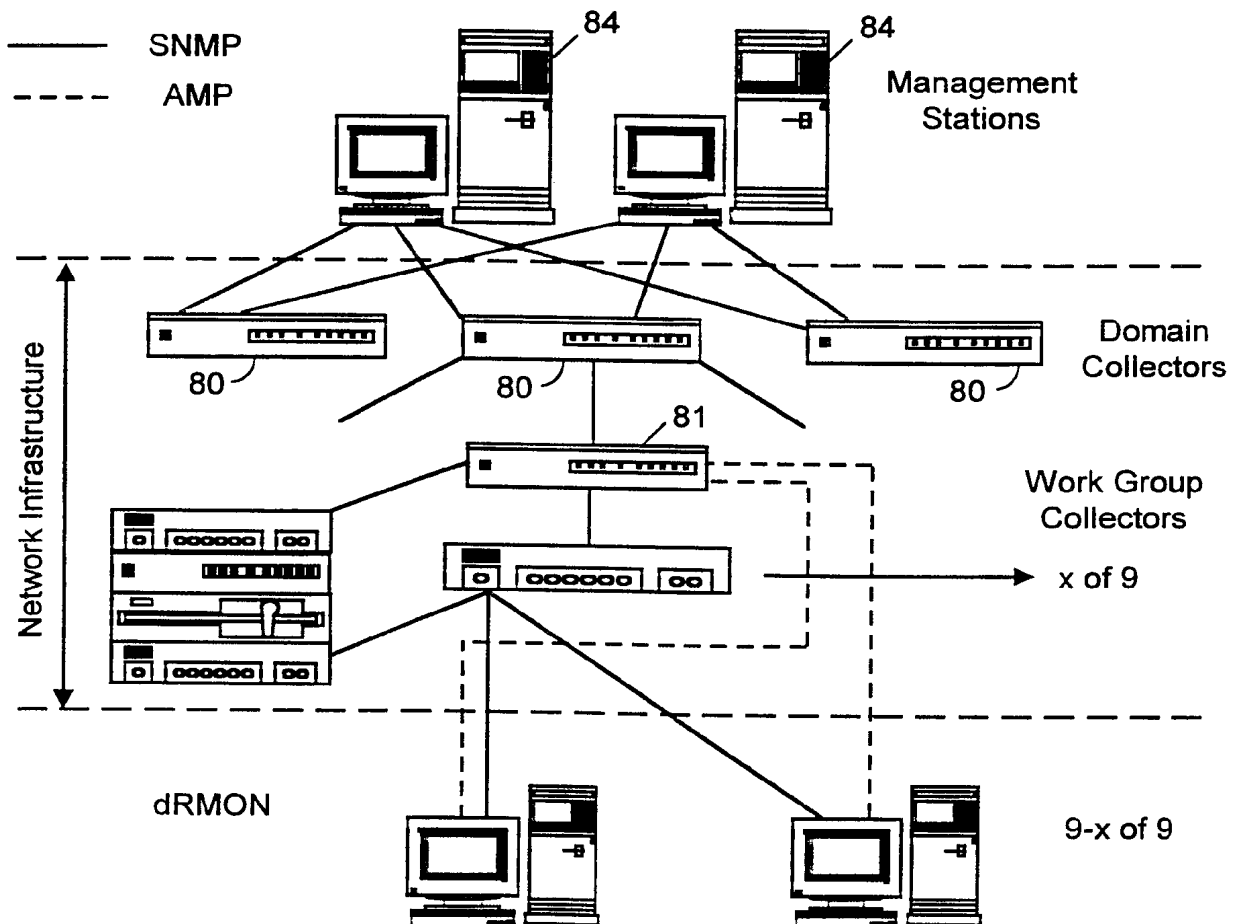 SNMP
AMP
84
84
Management
Stations
Network Infrastructure
80
80
80
Domain
Collectors
81
Work Group
Collectors
x of 9
dRMON
9-x of 9